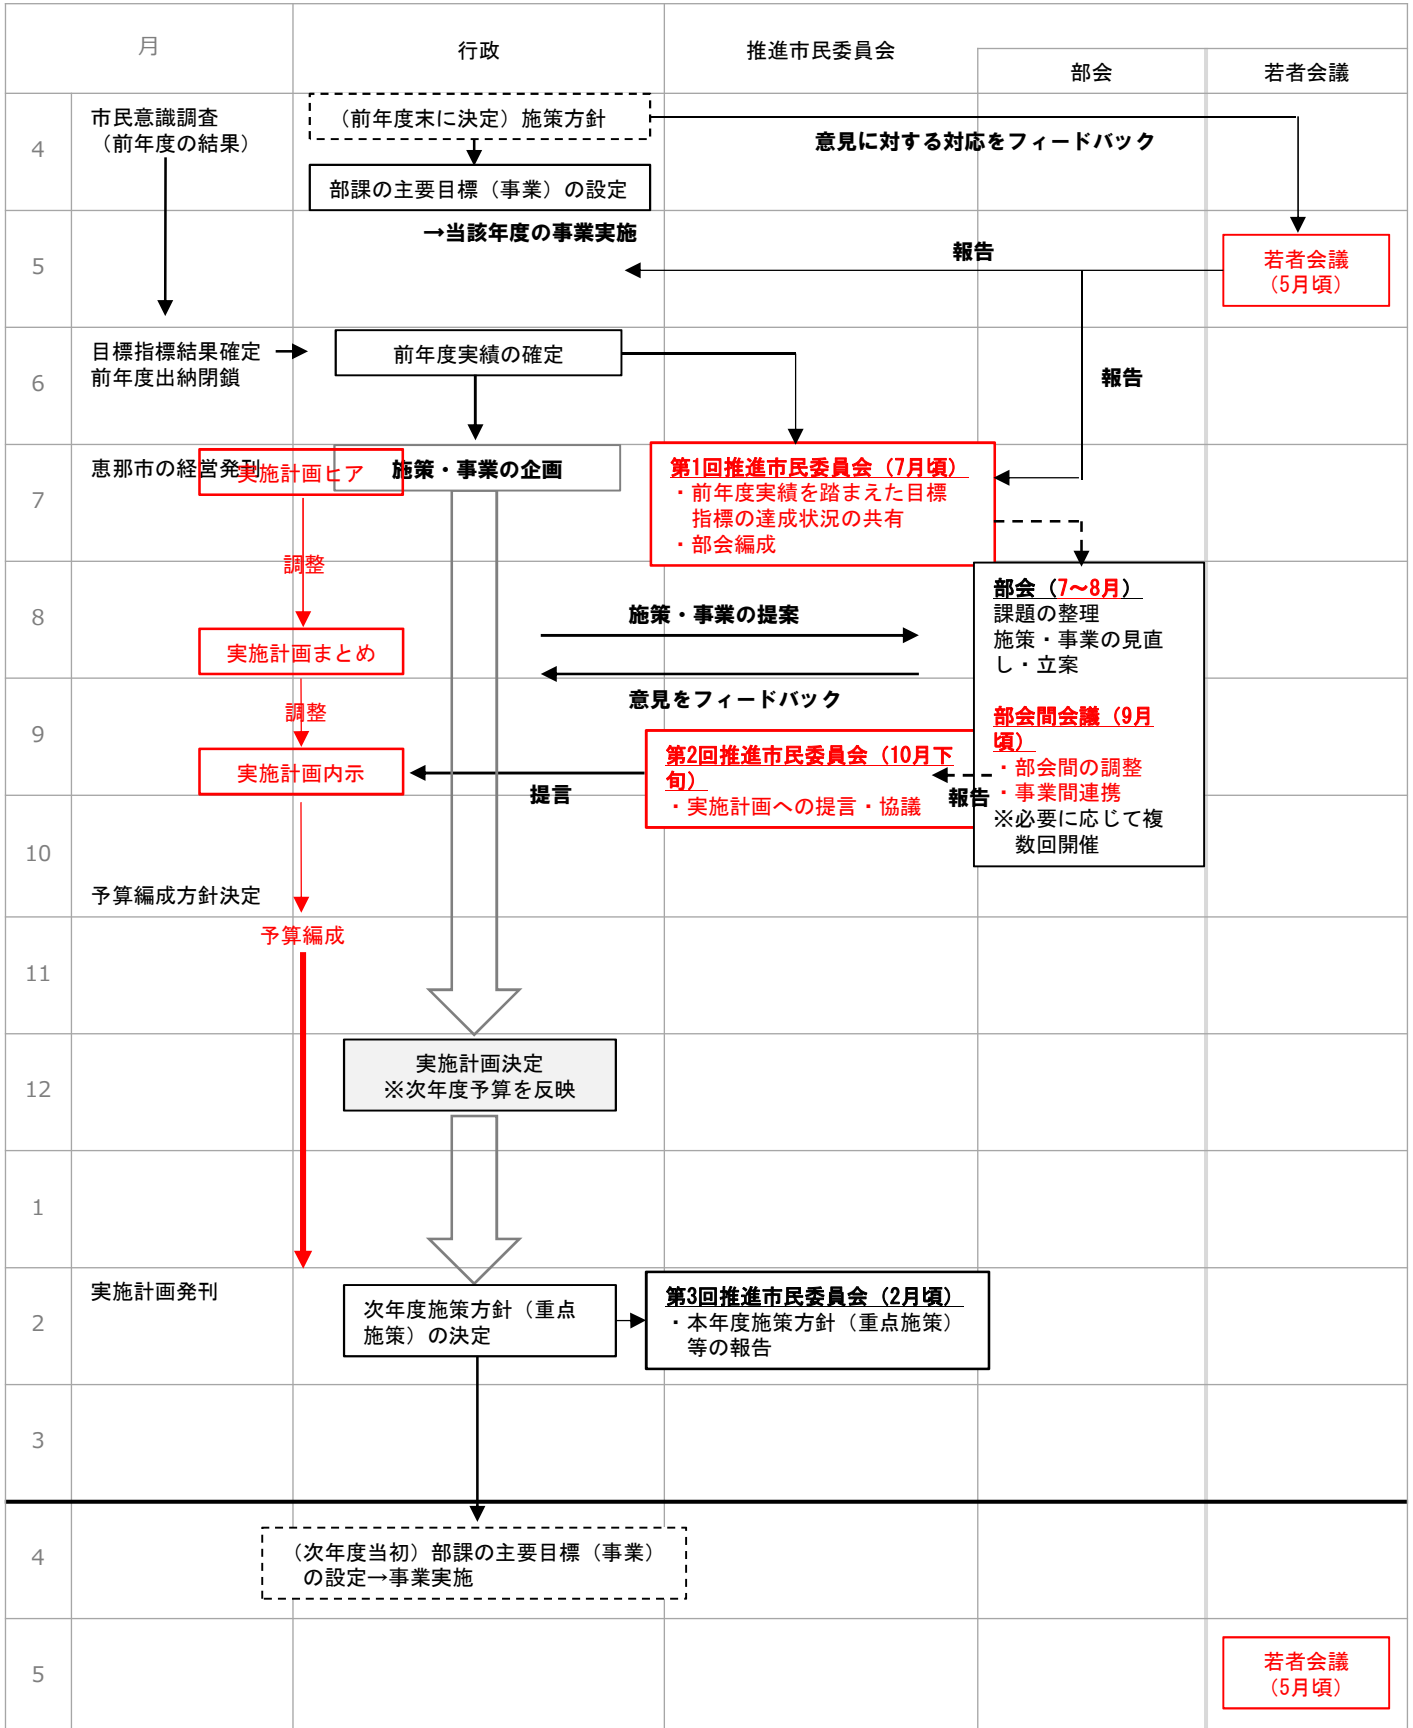 月
行政
推進市民委員会
部会
若者会議
4
市民意識調査
（前年度の結果）
（前年度末に決定）施策方針
意見に対する対応をフィードバック
部課の主要目標（事業）の設定
→当該年度の事業実施
5
報告
若者会議
（5月頃）
6
目標指標結果確定
前年度出納閉鎖
前年度実績の確定
報告
7
恵那市の経営発刊
実施計画ヒア
施策・事業の企画
第1回推進市民委員会（7月頃）
・前年度実績を踏まえた目標
指標の達成状況の共有
・部会編成
調整
8
施策・事業の提案
実施計画まとめ
意見をフィードバック
部会（7～8月）
課題の整理
施策・事業の見直
し・立案
部会間会議（9月
頃）
・部会間の調整
・事業間連携
※必要に応じて複
数回開催
9
調整
実施計画内示
提言
第2回推進市民委員会（10月下
旬）
・実施計画への提言・協議
報告
10
予算編成方針決定
予算編成
11
12
実施計画決定
※次年度予算を反映
1
2
実施計画発刊
次年度施策方針（重点
施策）の決定
第3回推進市民委員会（2月頃）
・本年度施策方針（重点施策）
等の報告
3
4
（次年度当初）部課の主要目標（事業）
の設定→事業実施
5
若者会議
（5月頃）